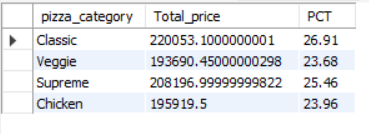 pizza_category Total_price PCT
Classic 220053.1000000001 26.91
Veggie 193690.45000000298 23.68
Supreme 208196.99999999822 25.46
Chicken 195919.5 23.96